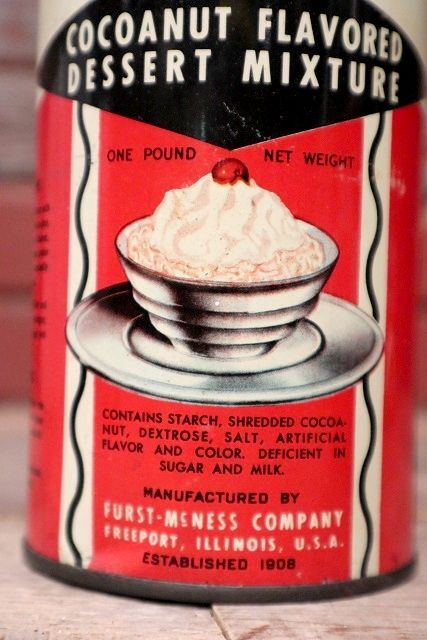 COCOANUT FLAVORED
DESSERT MIXTURE
ONE POUND NET WEIGHT
CONTAINS STARCH, SHREDDED COCOA-
NUT, DEXTROSE, SALT, ARTIFICIAL
FLAVOR AND COLOR. DEFICIENT IN
SUGAR AND MILK.
MANUFACTURED BY
FURST-McNESS COMPANY
FREEPORT, ILLINOIS, U.S.A.
ESTABLISHED 1908